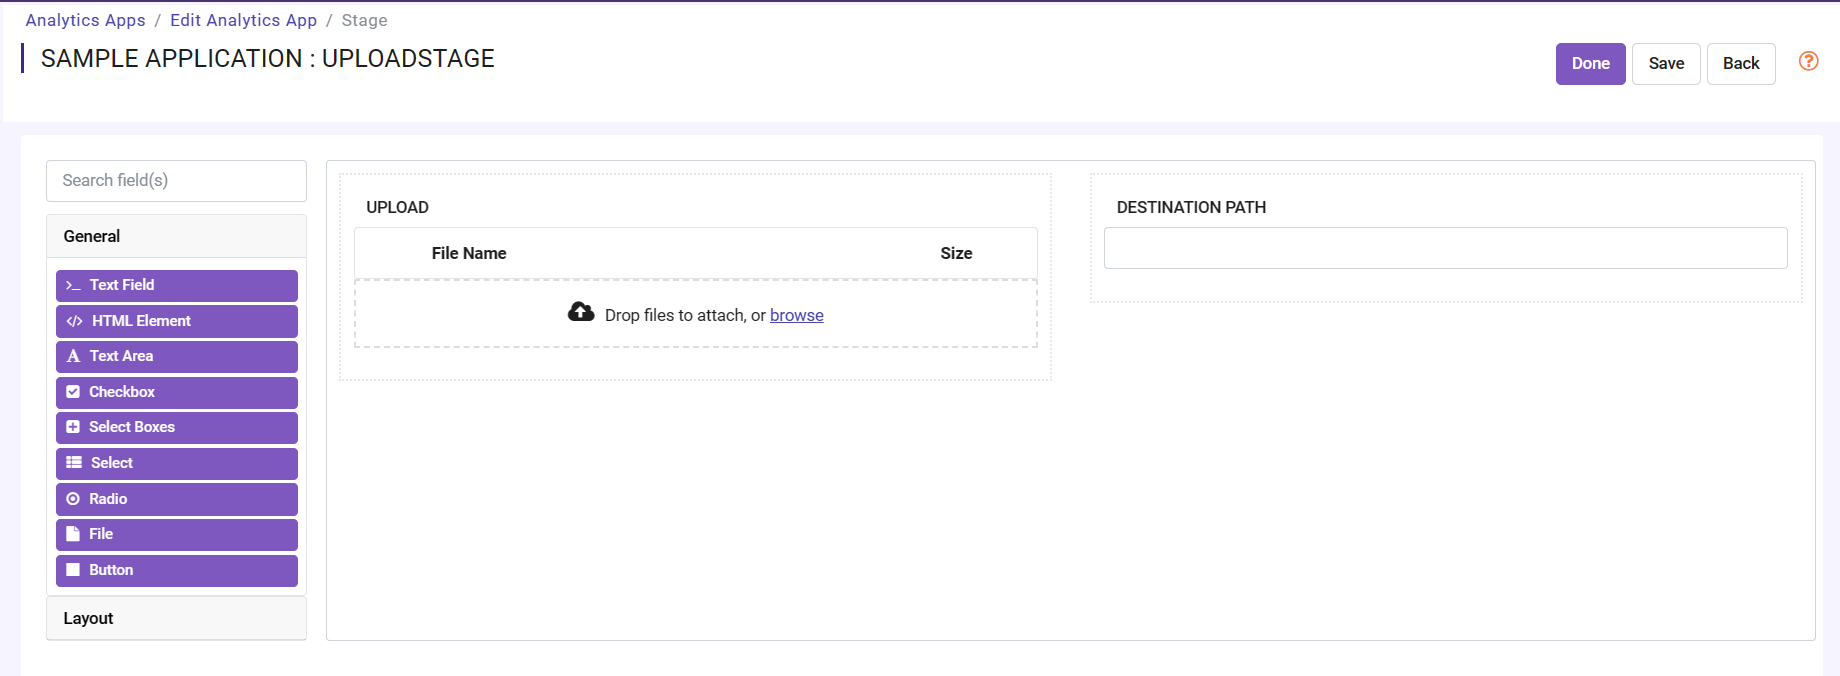 Analytics Apps / Edit Analytics App / Stage
SAMPLE APPLICATION : UPLOADSTAGE
Done
Save
Back
?
Search field(s)
General
Text Field
HTML Element
Text Area
Checkbox
Select Boxes
Select
Radio
File
Button
Layout
UPLOAD
File Name
Size
Drop files to attach, or browse
DESTINATION PATH